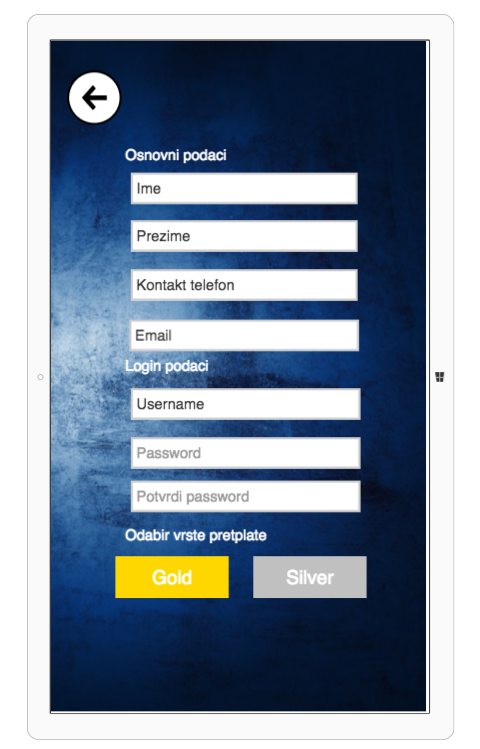 Osnovni podaci
Ime
Prezime
Kontakt telefon
Email
Login podaci
Username
Password
Potvrdi password
Odabir vrste pretplate
Gold
Silver